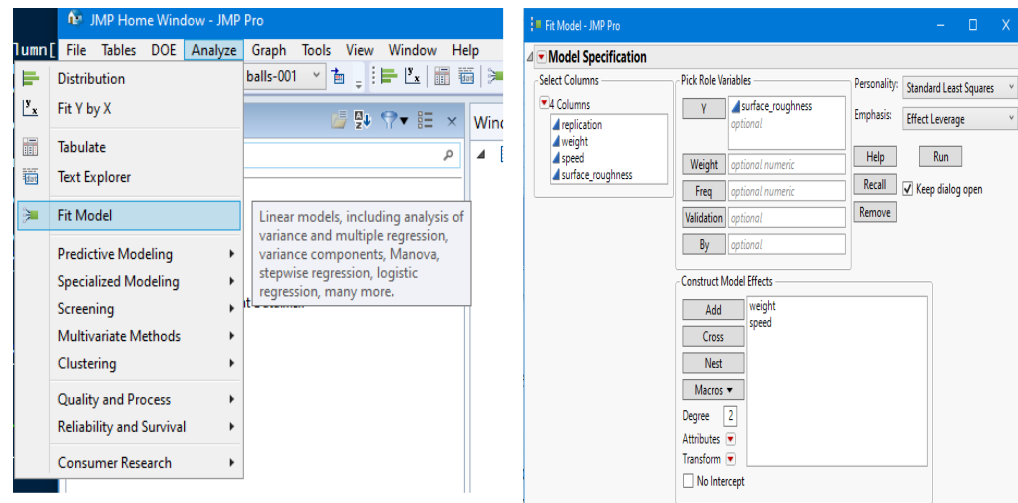 JMP Home Window - JMP Pro
lumn[ File Tables DOE Analyze Graph Tools View Window Help
Distribution
balls-001
Fit Y by X
Wind
Tabulate
Text Explorer
Fit Model
Linear models, including analysis of
variance and multiple regression,
variance components, Manova,
stepwise regression, logistic
regression, many more.
Predictive Modeling
Specialized Modeling
Screening
Multivariate Methods
Clustering
Quality and Process
Reliability and Survival
Consumer Research
Fit Model - JMP Pro
Model Specification
Select Columns
4 Columns
replication
weight
speed
surface_roughness
Pick Role Variables
Y surface_roughness
optional
Weight optional numeric
Freq optional numeric
Validation optional
By optional
Personality: Standard Least Squares
Emphasis: Effect Leverage
Help Run
Recall Keep dialog open
Remove
Construct Model Effects
Add weight
speed
Cross
Nest
Macros
Degree 2
Attributes
Transform
No Intercept